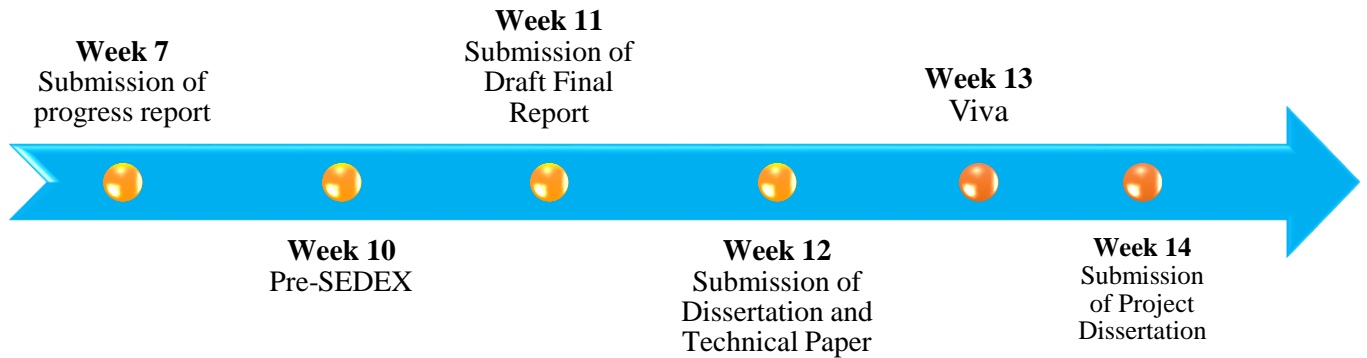 Week 7
Submission of
progress report
Week 10
Pre-SEDEX
Week 11
Submission of
Draft Final
Report
Week 12
Submission of
Dissertation and
Technical Paper
Week 13
Viva
Week 14
Submission
of Project
Dissertation